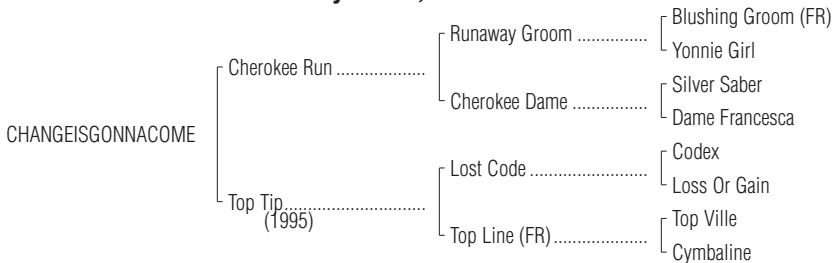 Blushing Groom (FR)
Runaway Groom ...............
Yonnie Girl
Cherokee Run ...................
Silver Saber
Cherokee Dame ................
Dame Francesca
CHANGEISGONNACOME
Codex
Lost Code .........................
Loss Or Gain
Top Tip.............................
(1995)
Top Ville
Top Line (FR)....................
Cymbaline